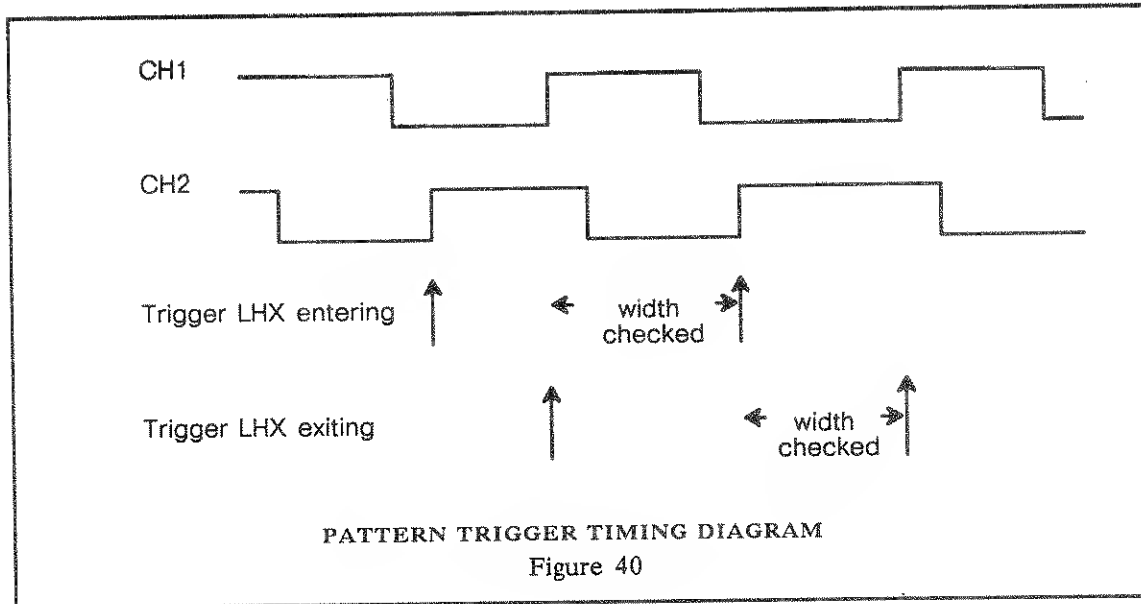 CH1
CH2
Trigger LHX entering
width
checked
Trigger LHX exiting
width
checked
PATTERN TRIGGER TIMING DIAGRAM
Figure 40